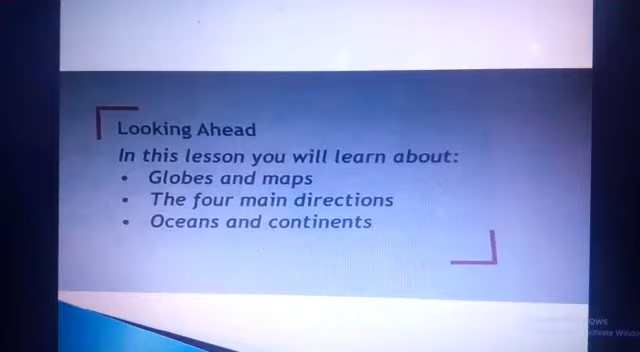 Looking Ahead
In this lesson you will learn about:
• Globes and maps
• The four main directions
• Oceans and continents